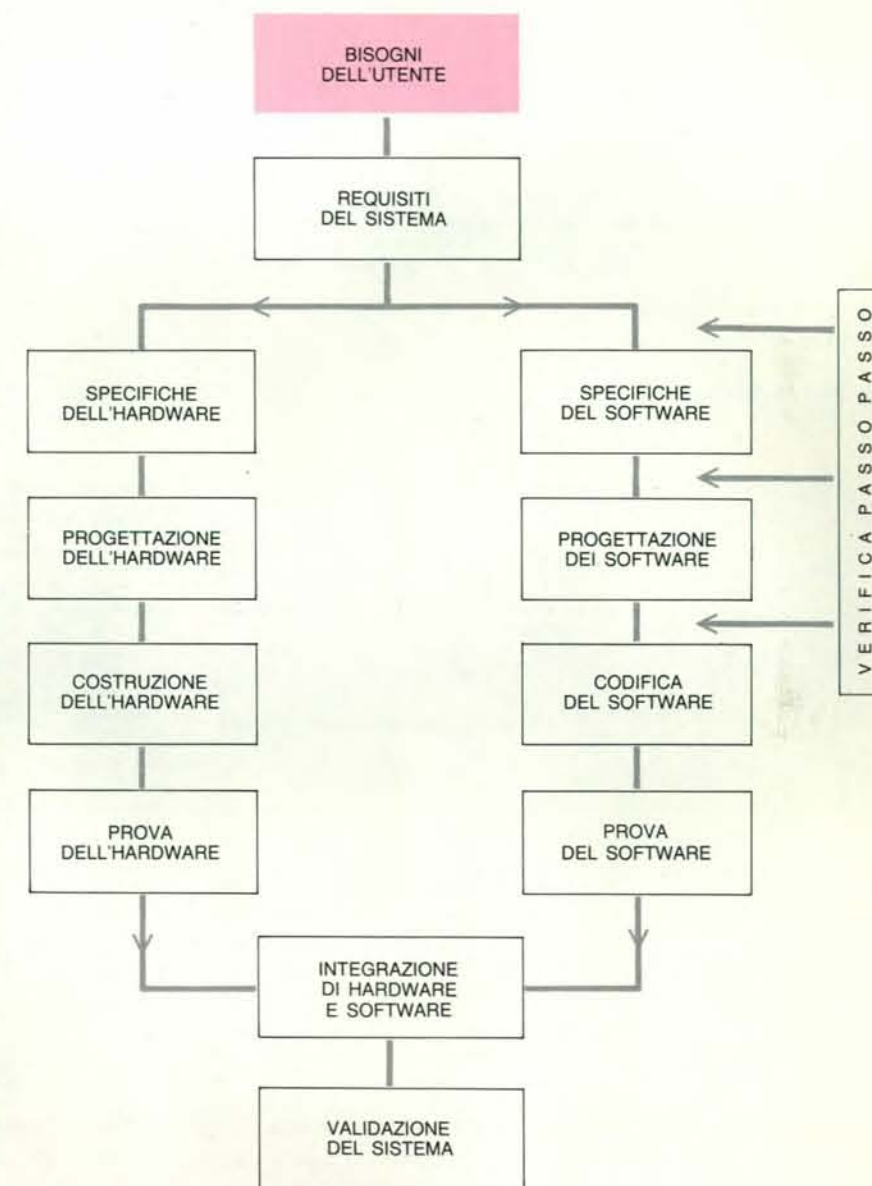 BISOGNI
DELL'UTENTE
REQUISITI
DEL SISTEMA
SPECIFICHE
DELL'HARDWARE
SPECIFICHE
DEL SOFTWARE
PROGETTAZIONE
DELL'HARDWARE
PROGETTAZIONE
DEI SOFTWARE
COSTRUZIONE
DELL'HARDWARE
CODIFICA
DEL SOFTWARE
PROVA
DELL'HARDWARE
PROVA
DEL SOFTWARE
INTEGRAZIONE
DI HARDWARE
E SOFTWARE
VALIDAZIONE
DEL SISTEMA
VERIFICA PASSO PASSO